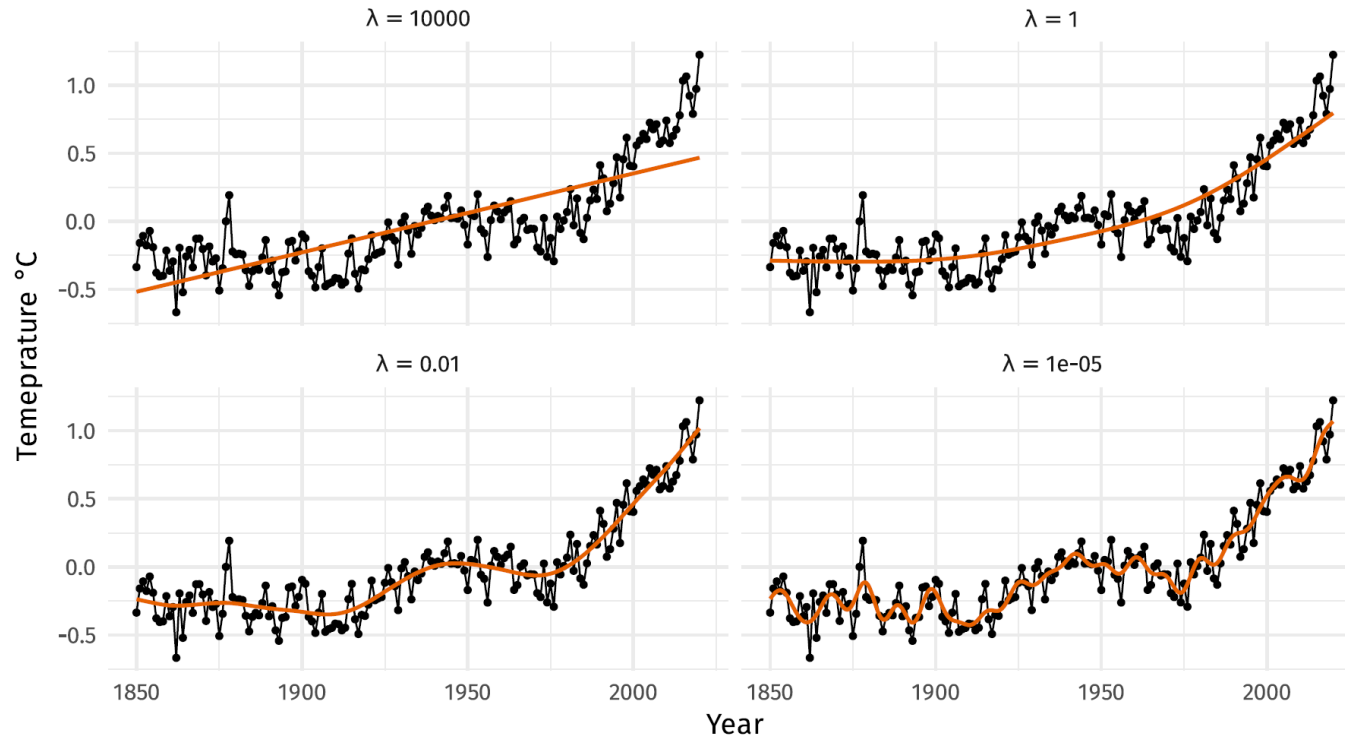 λ = 10000
λ = 1
1.0
0.5
0.0
−0.5
λ = 0.01
λ = 1e-05
1.0
0.5
0.0
−0.5
1850 1900 1950 2000 1850 1900 1950 2000
Year
Temeprature °C